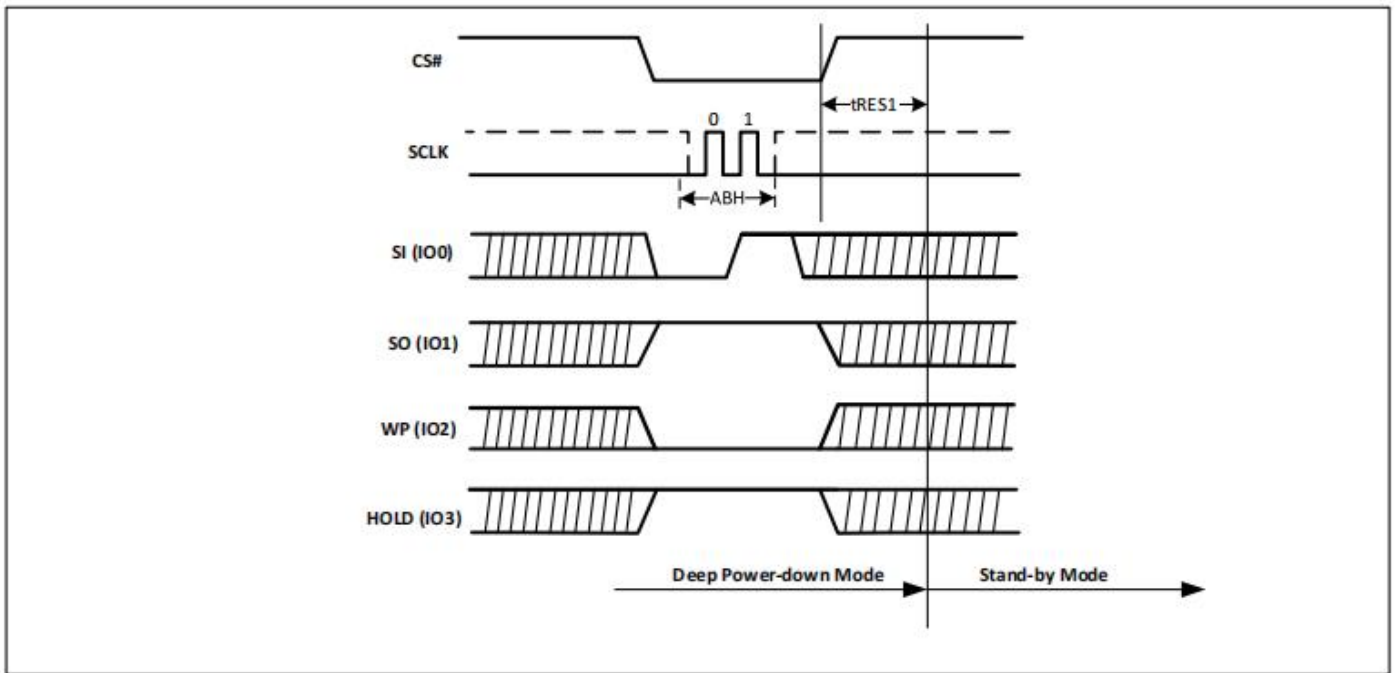 CS#
tRES1
0 1
SCLK
ABH
SI (IO0)
SO (IO1)
WP (IO2)
HOLD (IO3)
Deep Power-down Mode
Stand-by Mode